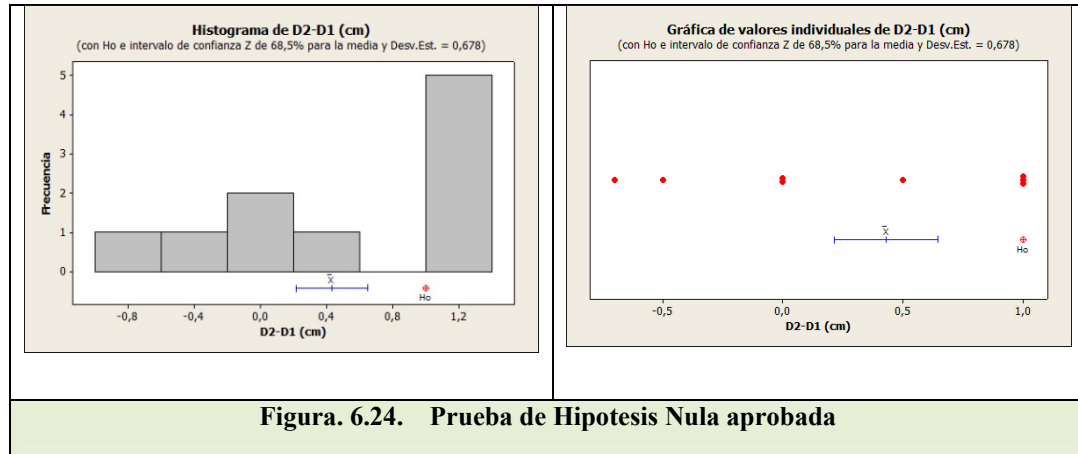 Histograma de D2-D1 (cm)
(con Ho e intervalo de confianza Z de 68,5% para la media y Desv.Est. = 0,678)
Frecuencia
5
4
3
2
1
0
X̄
Ho
-0,8
-0,4
0,0
0,4
0,8
1,2
D2-D1 (cm)
Gráfica de valores individuales de D2-D1 (cm)
(con Ho e intervalo de confianza Z de 68,5% para la media y Desv.Est. = 0,678)
X̄
Ho
-0,5
0,0
0,5
1,0
D2-D1 (cm)
Figura. 6.24. Prueba de Hipotesis Nula aprobada